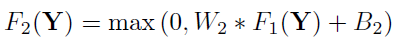 F₂(𝐘) = max (0, W₂ ∗ F₁(𝐘) + B₂)